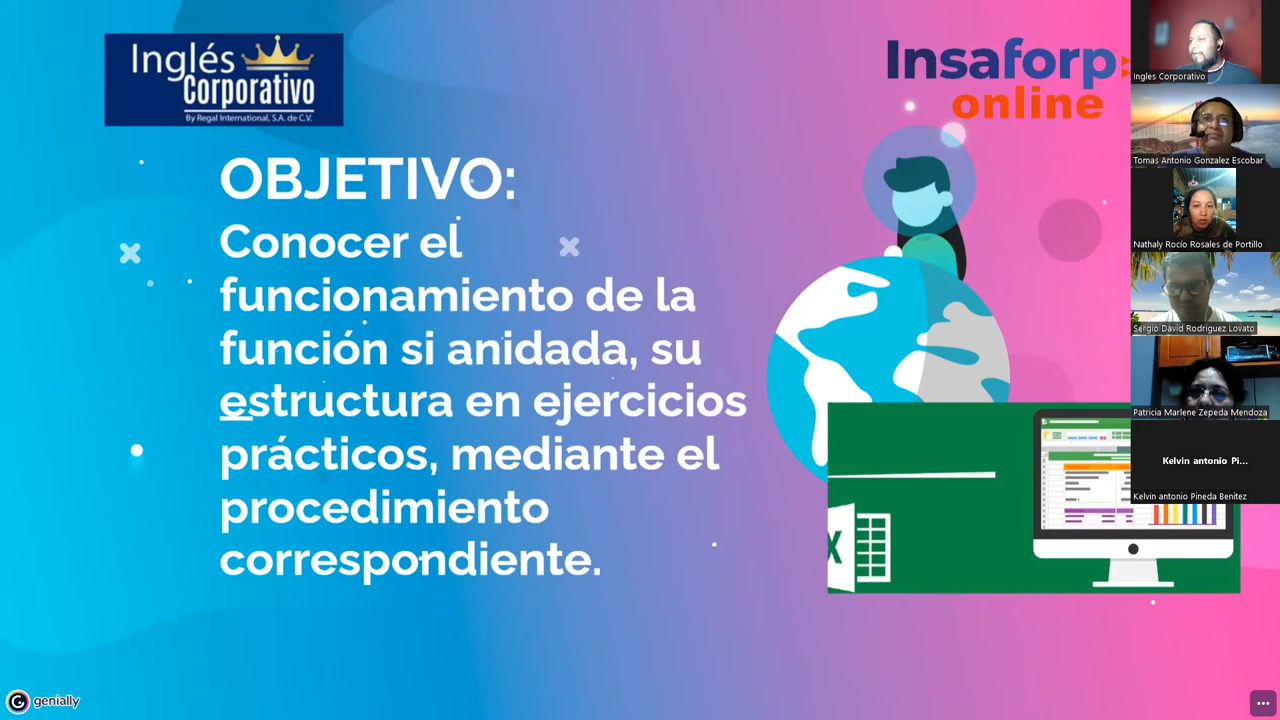 Inglés
Corporativo
By Regal International, S.A. de C.V.
Insaforp
online
OBJETIVO:
Conocer el
funcionamiento de la
función si anidada, su
estructura en ejercicios
prácticos, mediante el
procedimiento
correspondiente.
X
genially
Ingles Corporativo
Tomas Antonio Gonzalez Escobar
Nathaly Rocío Rosales de Portillo
Sergio David Rodriguez Lovato
Patricia Marlene Zepeda Mendoza
Kelvin antonio Pi...
Kelvin antonio Pineda Benitez